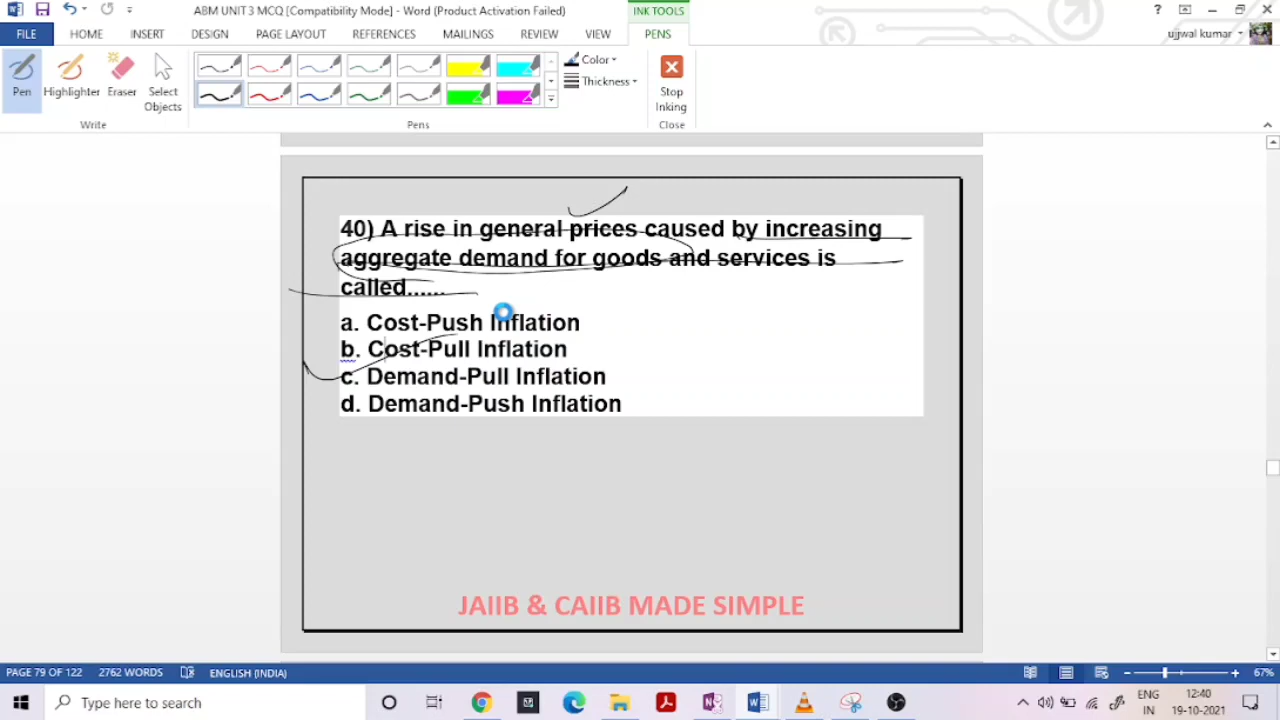 ABM UNIT 3 MCQ [Compatibility Mode] - Word (Product Activation Failed)
INK TOOLS
FILE HOME INSERT DESIGN PAGE LAYOUT REFERENCES MAILINGS REVIEW VIEW PENS
ujjwal kumar
Pen Highlighter Eraser Select Objects
Color
Thickness
Stop Inking
Write Pens Close
40) A rise in general prices caused by increasing
aggregate demand for goods and services is
called......
a. Cost-Push Inflation
b. Cost-Pull Inflation
c. Demand-Pull Inflation
d. Demand-Push Inflation
JAIIB & CAIIB MADE SIMPLE
PAGE 79 OF 122 2762 WORDS ENGLISH (INDIA) 67%
Type here to search
ENG 12:40
IN 19-10-2021